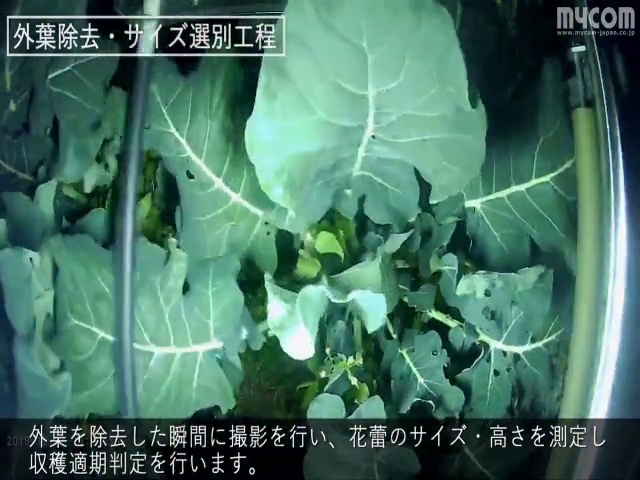 外葉除去・サイズ選別工程
mycom
www.mycom-japan.co.jp
外葉を除去した瞬間に撮影を行い、花蕾のサイズ・高さを測定し
収穫適期判定を行います。